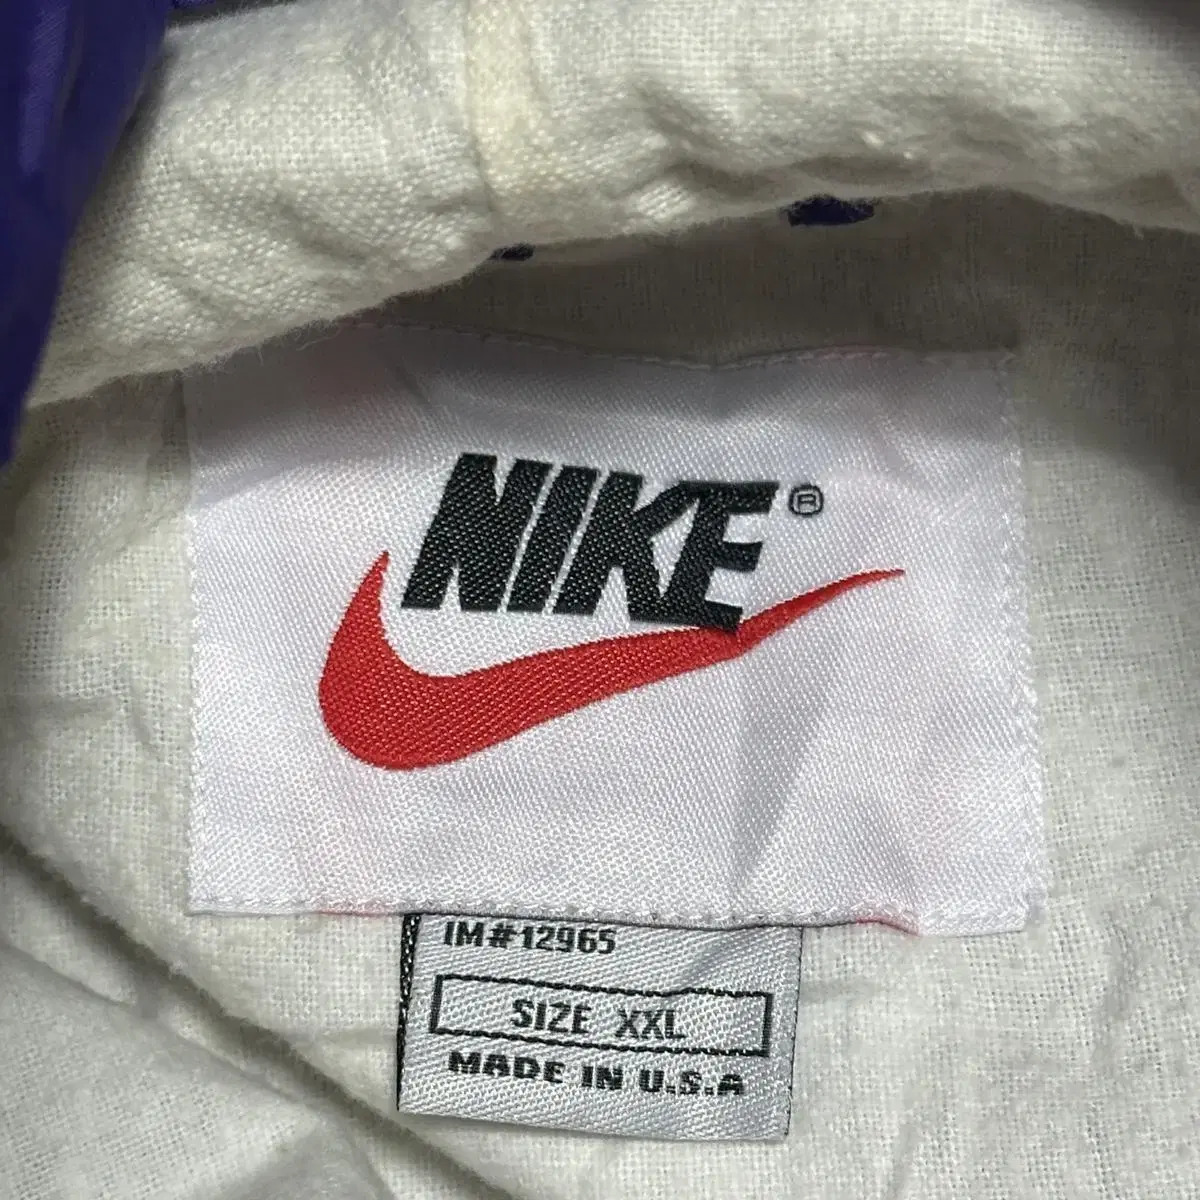 NIKE®
IM#12965
SIZE XXL
MADE IN U.S.A